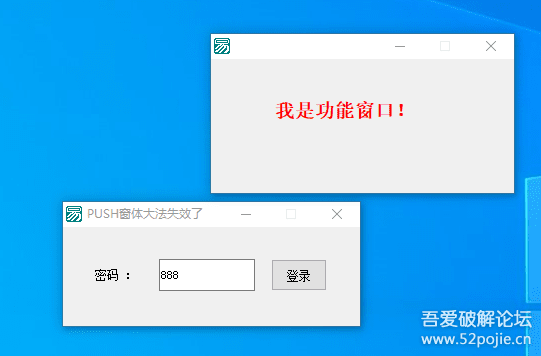 我是功能窗口！
PUSH窗体大法失效了
密码 ： 888 登录
吾爱破解论坛
www.52pojie.cn